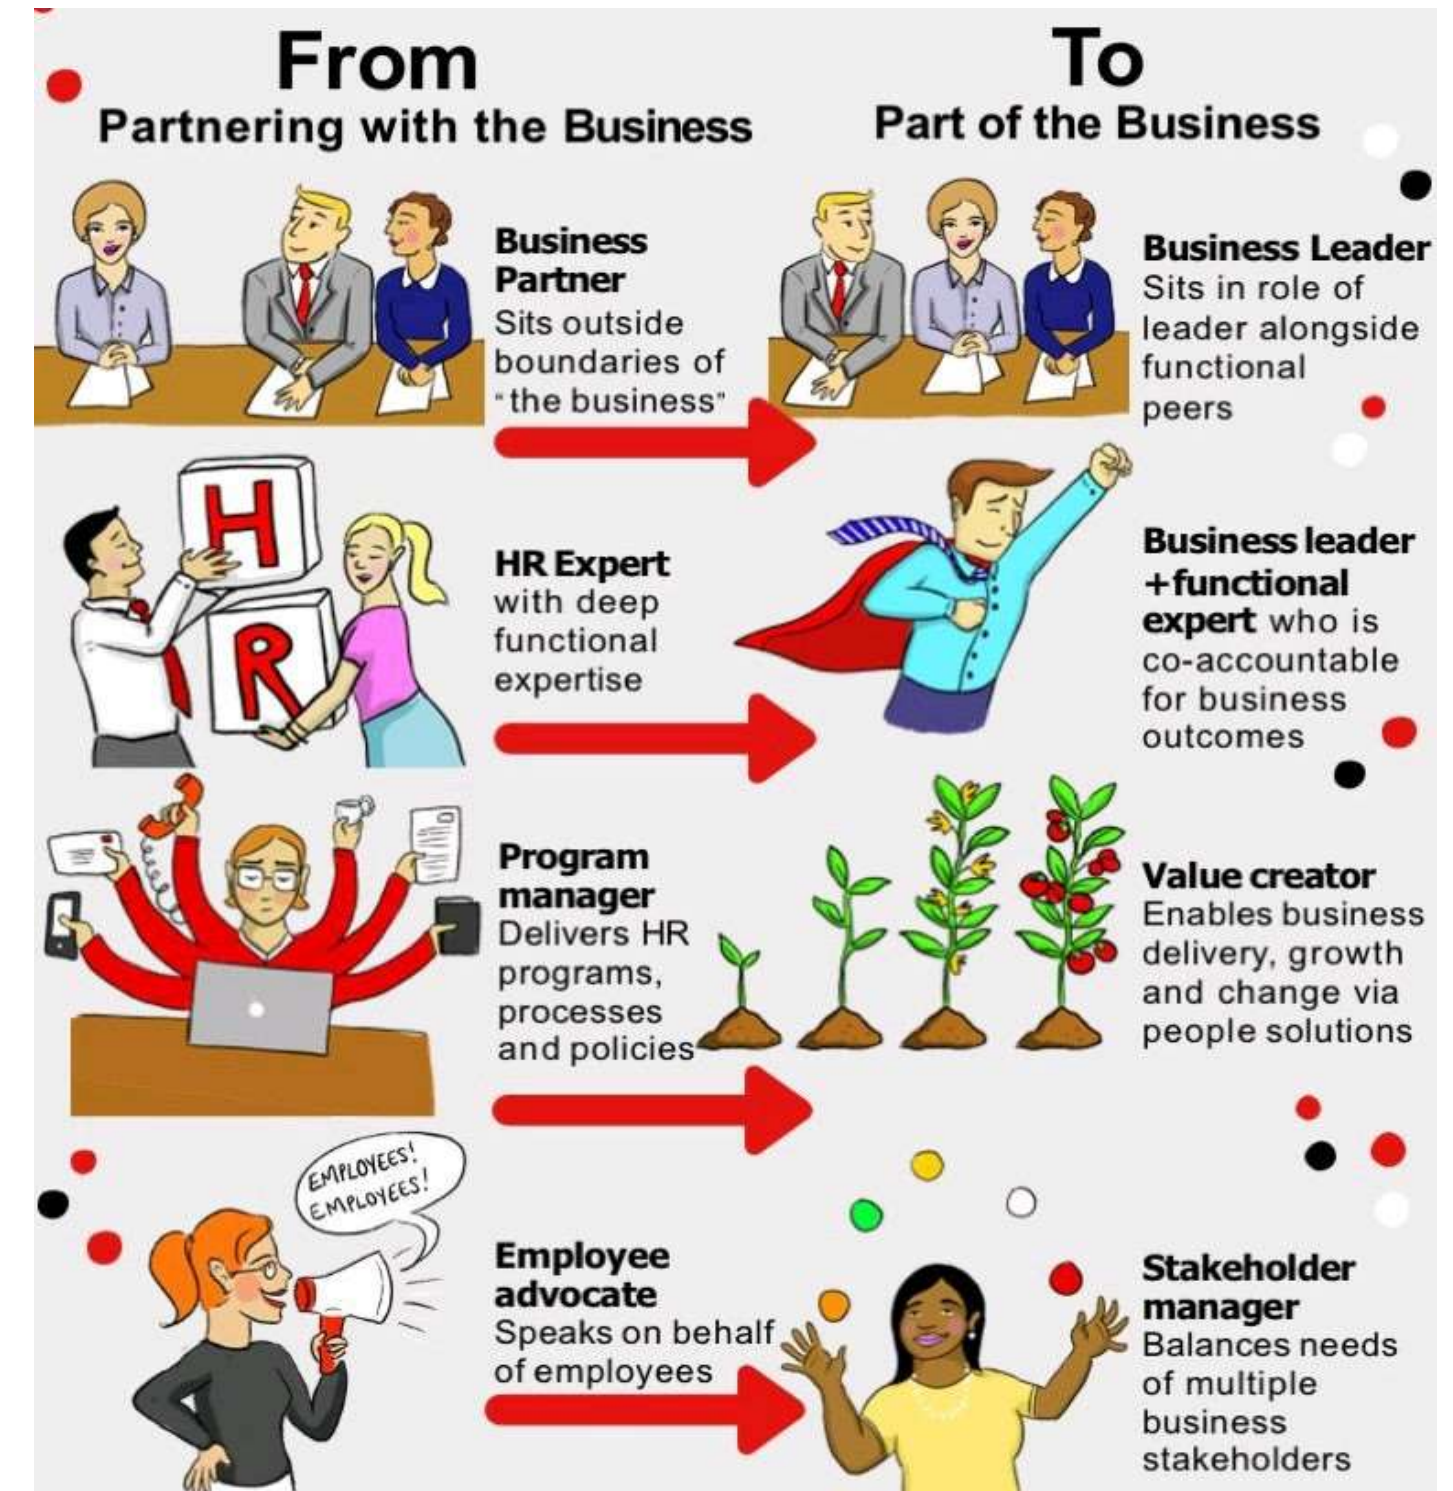 From
Partnering with the Business
To
Part of the Business
Business
Partner
Sits outside
boundaries of
"the business"
Business Leader
Sits in role of
leader alongside
functional
peers
H
R
HR Expert
with deep
functional
expertise
Business leader
+functional
expert who is
co-accountable
for business
outcomes
Program
manager
Delivers HR
programs,
processes
and policies
Value creator
Enables business
delivery, growth
and change via
people solutions
EMPLOYEES!
EMPLOYEES!
Employee
advocate
Speaks on behalf
of employees
Stakeholder
manager
Balances needs
of multiple
business
stakeholders